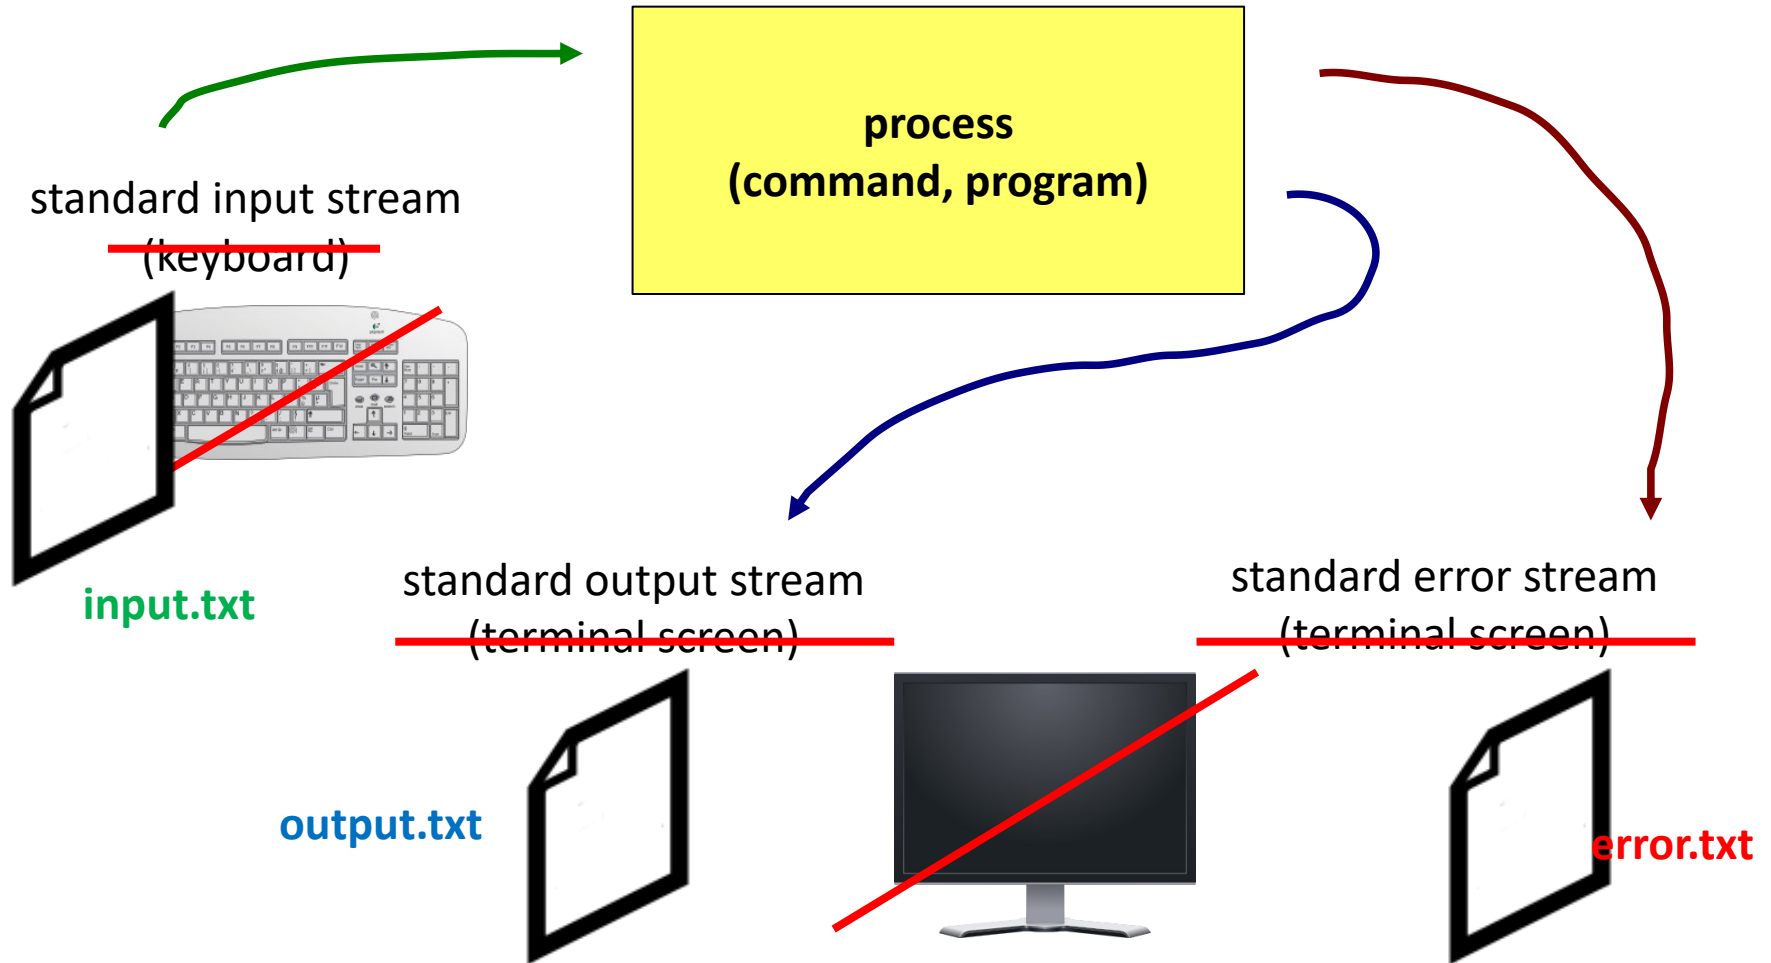 process
(command, program)
standard input stream
(keyboard)
input.txt
standard output stream
(terminal screen)
standard error stream
(terminal screen)
output.txt
error.txt